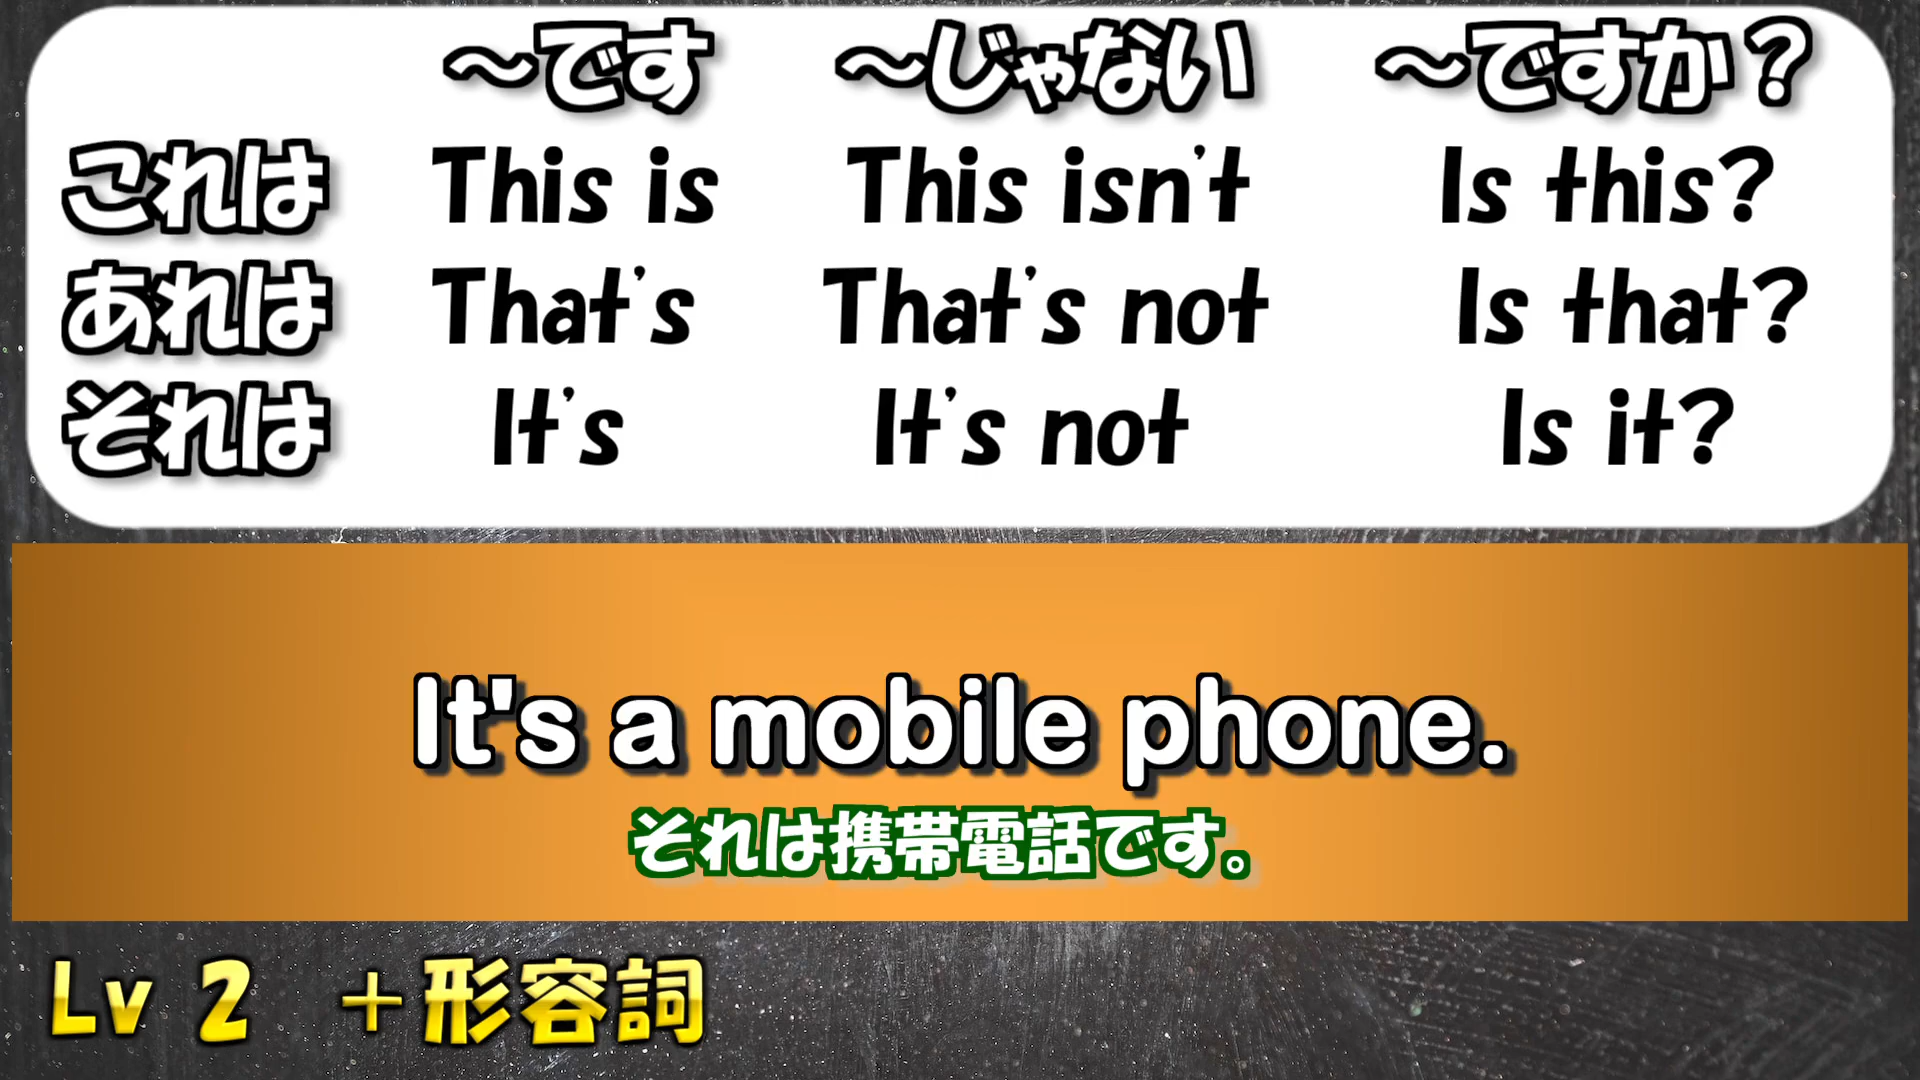 ～です ～じゃない ～ですか？
これは This is This isn't Is this?
あれは That's That's not Is that?
それは It's It's not Is it?
It's a mobile phone.
それは携帯電話です。
Lv 2 ＋形容詞